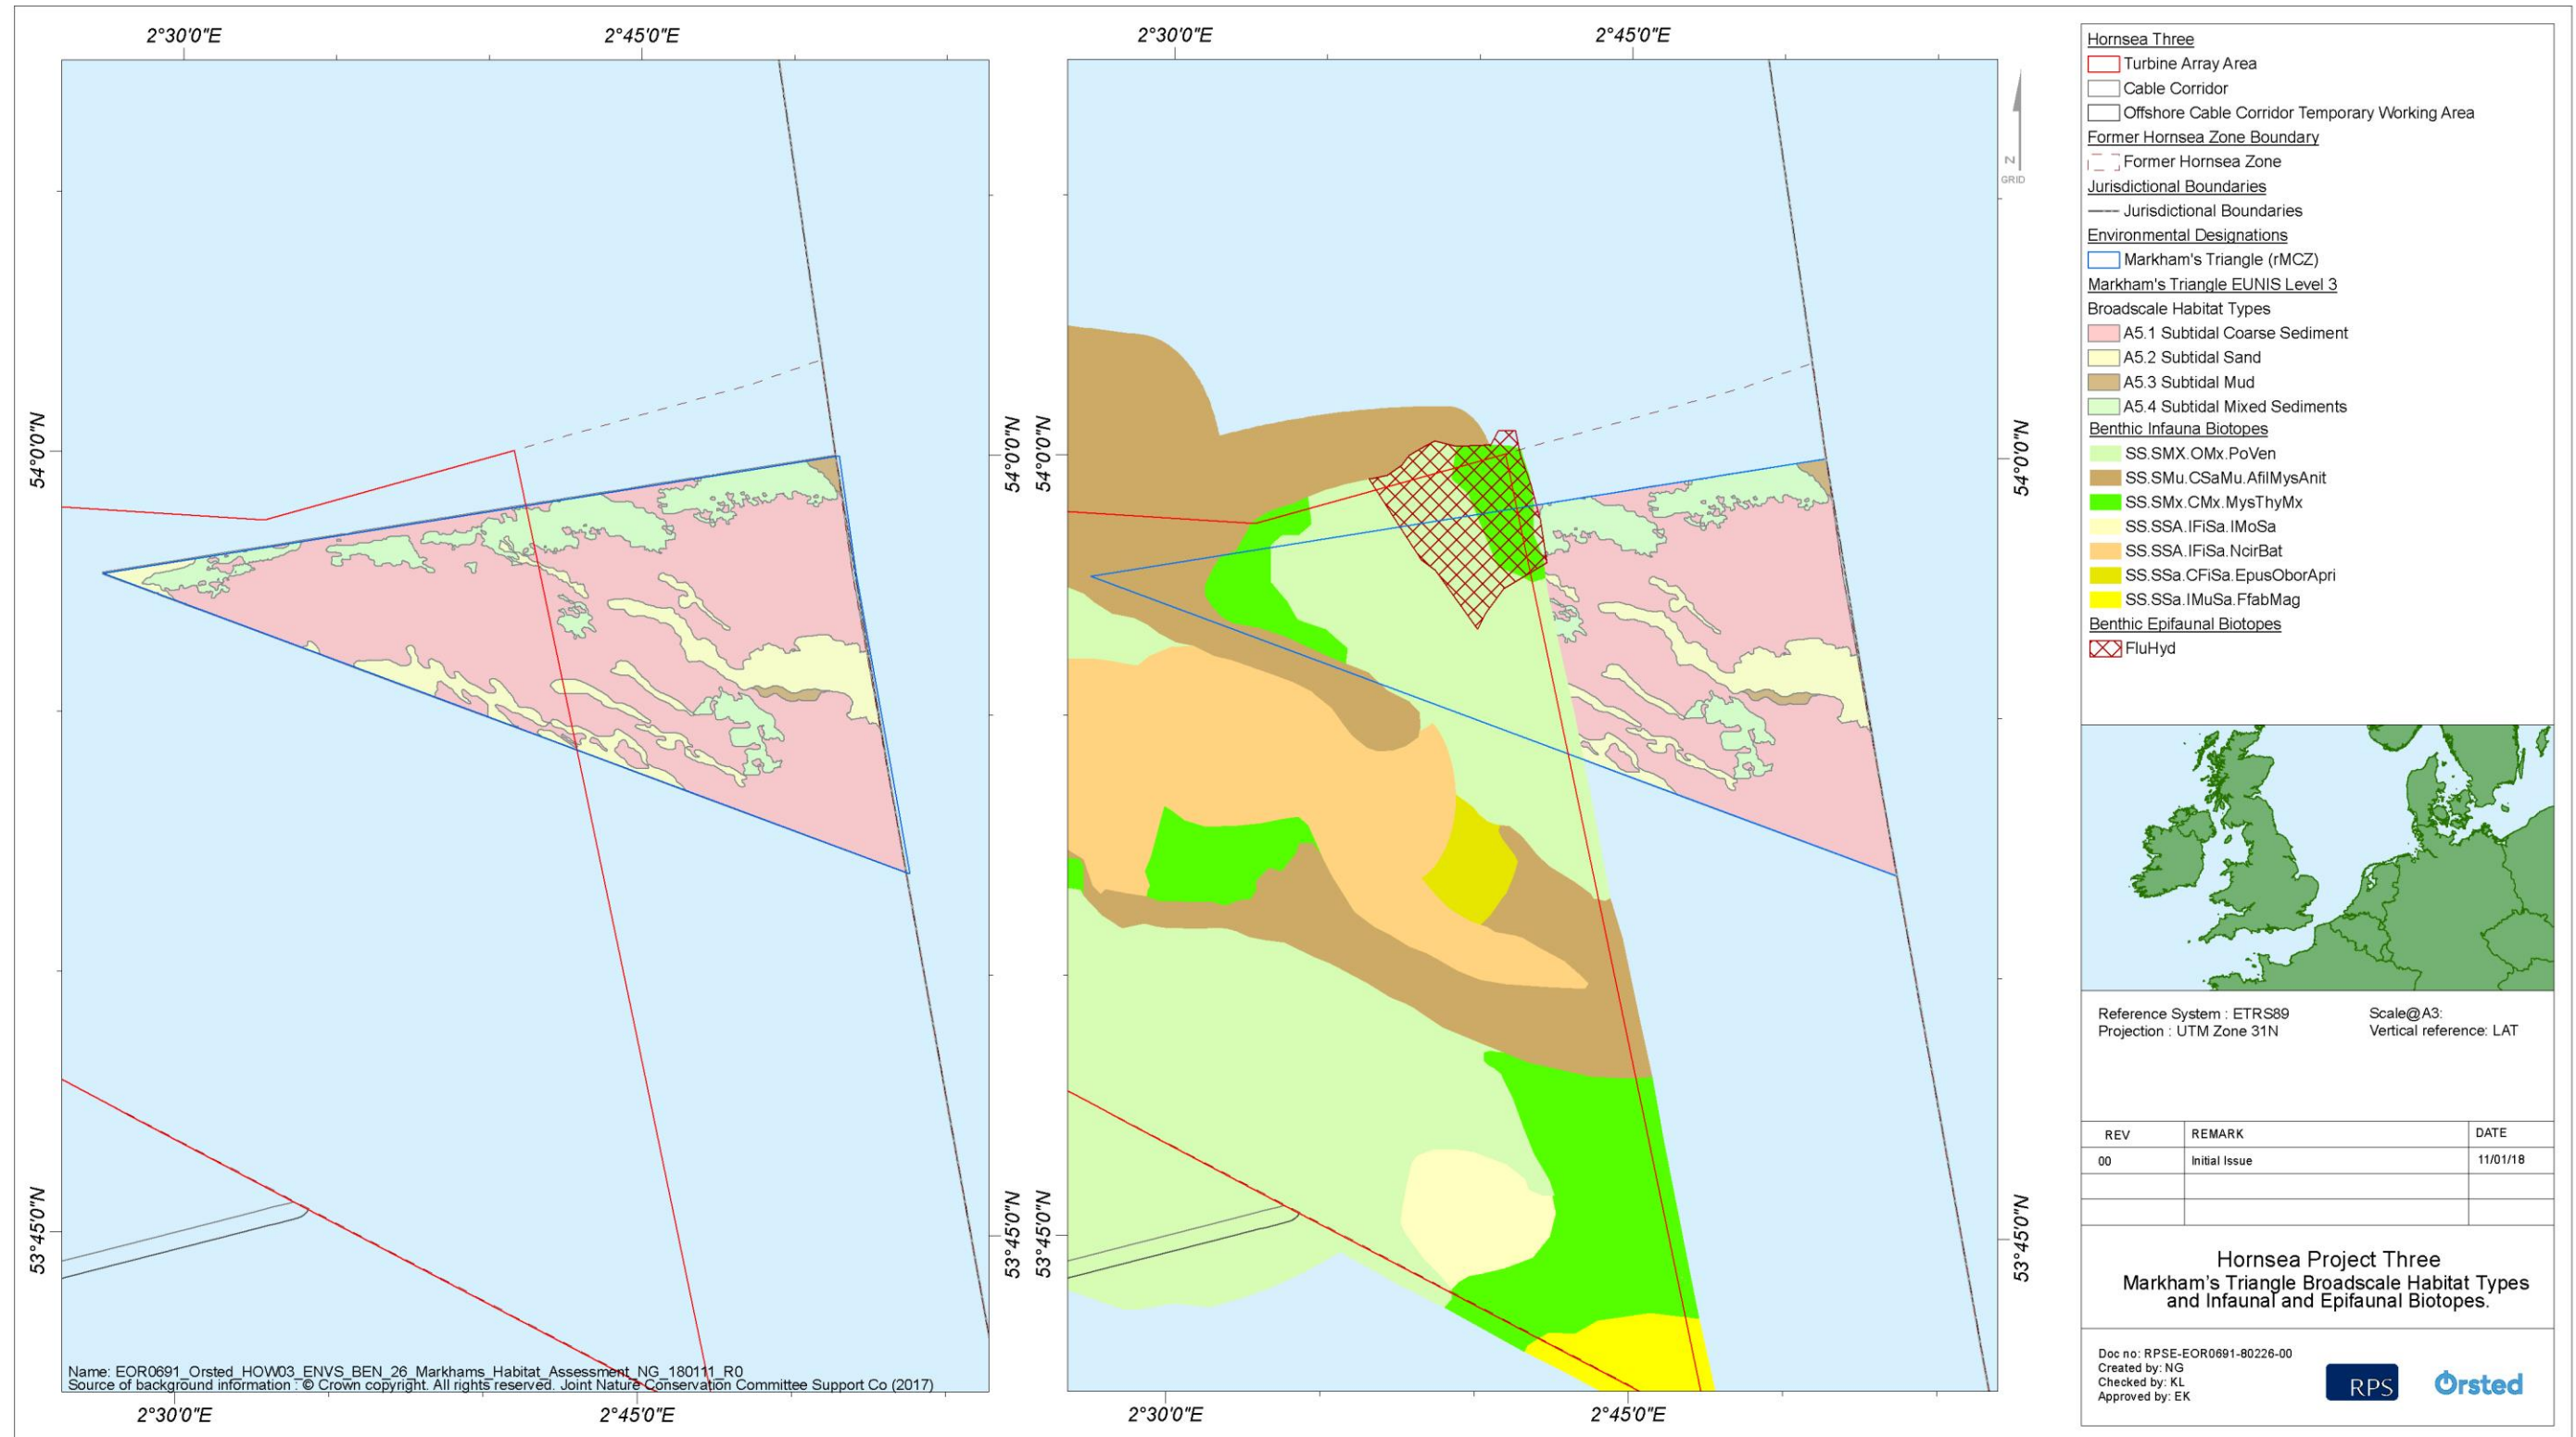 2°30'0"E
2°45'0"E
2°30'0"E
2°45'0"E
54°0'0"N
54°0'0"N
54°0'0"N
54°0'0"N
53°45'0"N
53°45'0"N
53°45'0"N
53°45'0"N
N
GRID
Name: EOR0691_Orsted_HOW03_ENVS_BEN_26_Markhams_Habitat_Assessment_NG_180111_R0
Source of background information : © Crown copyright. All rights reserved. Joint Nature Conservation Committee Support Co (2017)
2°30'0"E
2°45'0"E
2°30'0"E
2°45'0"E
Hornsea Three
Turbine Array Area
Cable Corridor
Offshore Cable Corridor Temporary Working Area
Former Hornsea Zone Boundary
Former Hornsea Zone
Jurisdictional Boundaries
Jurisdictional Boundaries
Environmental Designations
Markham's Triangle (rMCZ)
Markham's Triangle EUNIS Level 3
Broadscale Habitat Types
A5.1 Subtidal Coarse Sediment
A5.2 Subtidal Sand
A5.3 Subtidal Mud
A5.4 Subtidal Mixed Sediments
Benthic Infauna Biotopes
SS.SMX.OMx.PoVen
SS.SMu.CSaMu.AfilMysAnit
SS.SMx.CMx.MysThyMx
SS.SSA.IFiSa.IMoSa
SS.SSA.IFiSa.NcirBat
SS.SSa.CFiSa.EpusOborApri
SS.SSa.IMuSa.FfabMag
Benthic Epifaunal Biotopes
FluHyd
Reference System : ETRS89 Scale@A3:
Projection : UTM Zone 31N Vertical reference: LAT
REV REMARK DATE
00 Initial Issue 11/01/18
Hornsea Project Three
Markham's Triangle Broadscale Habitat Types
and Infaunal and Epifaunal Biotopes.
Doc no: RPSE-EOR0691-80226-00
Created by: NG
Checked by: KL
Approved by: EK
RPS Ørsted